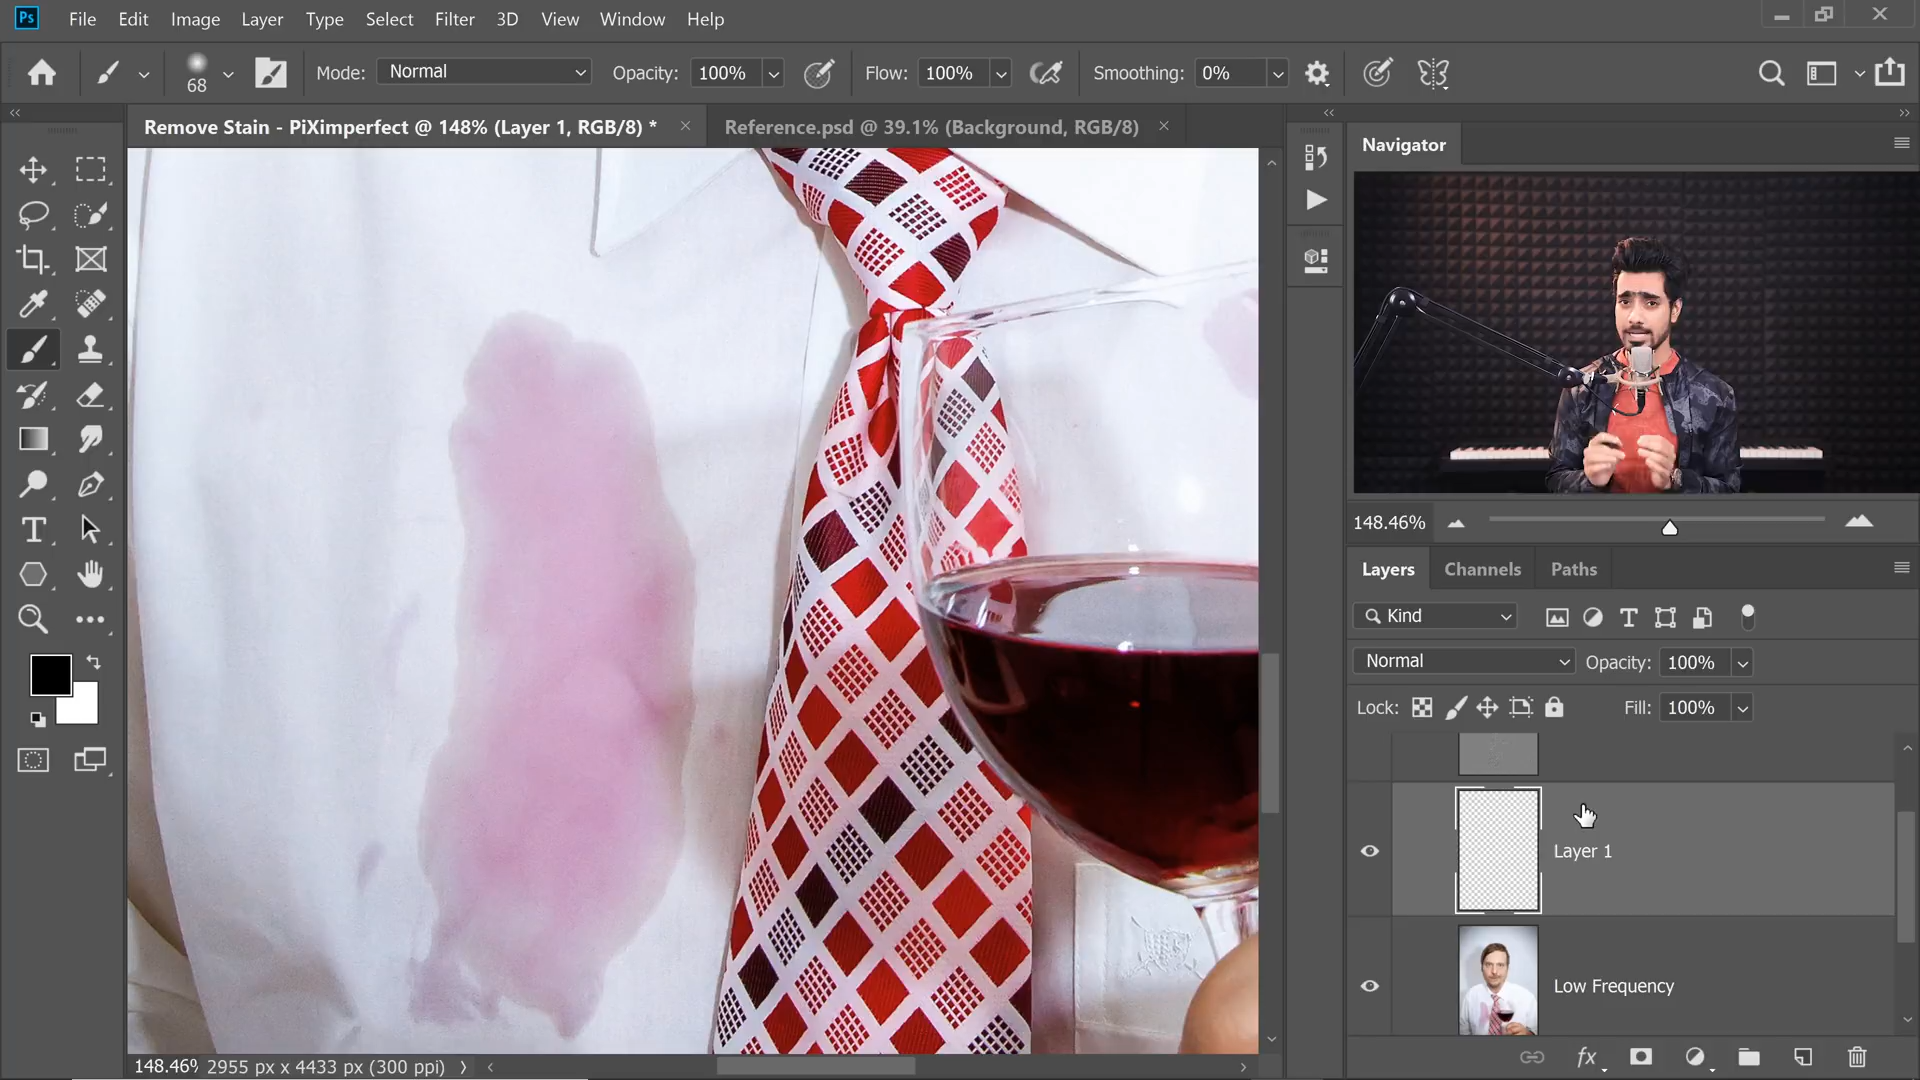 Ps File Edit Image Layer Type Select Filter 3D View Window Help
68 Mode: Normal Opacity: 100% Flow: 100% Smoothing: 0%
Remove Stain - PiXimperfect @ 148% (Layer 1, RGB/8) * Reference.psd @ 39.1% (Background, RGB/8)
Navigator
148.46%
Layers Channels Paths
Kind
Normal Opacity: 100%
Lock: Fill: 100%
Layer 1
Low Frequency
fx
148.46% 2955 px x 4433 px (300 ppi)